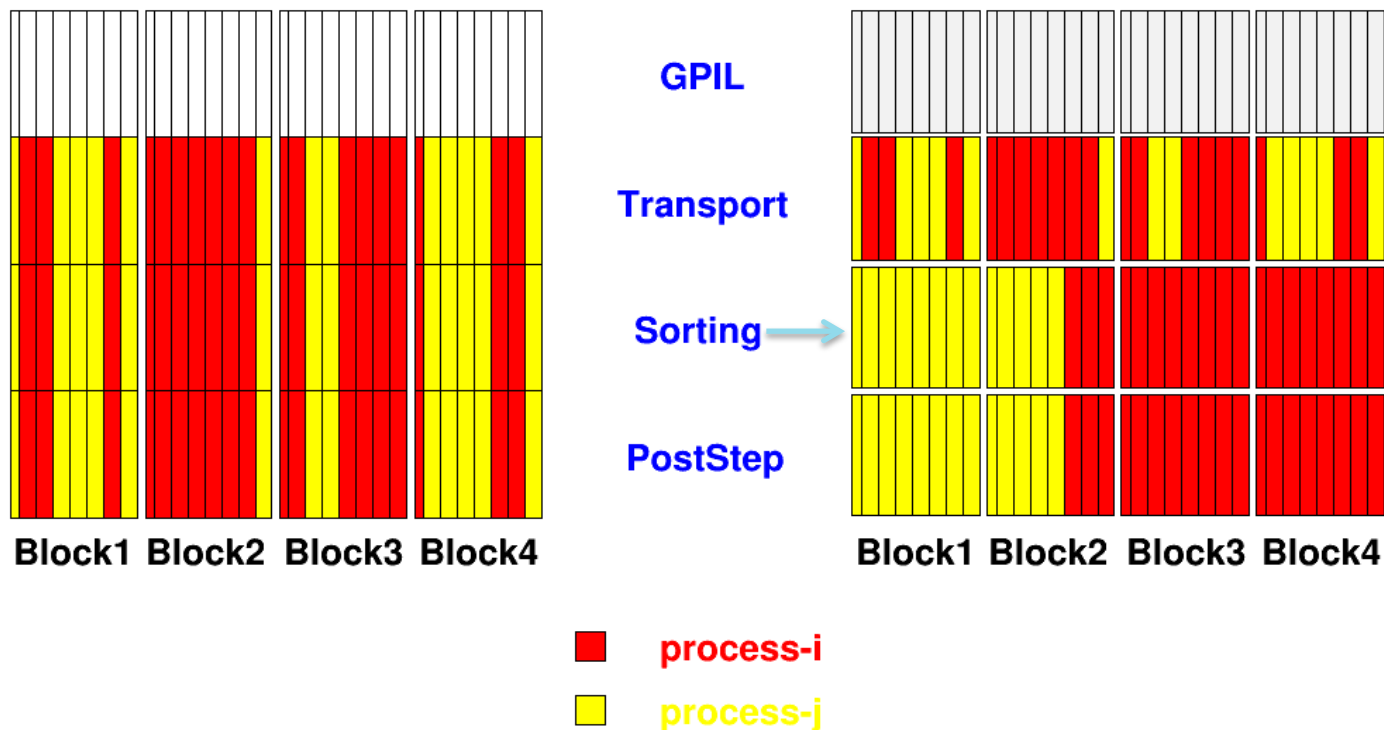 GPIL
Transport
Sorting
PostStep
Block1 Block2 Block3 Block4
Block1 Block2 Block3 Block4
process-i
process-j